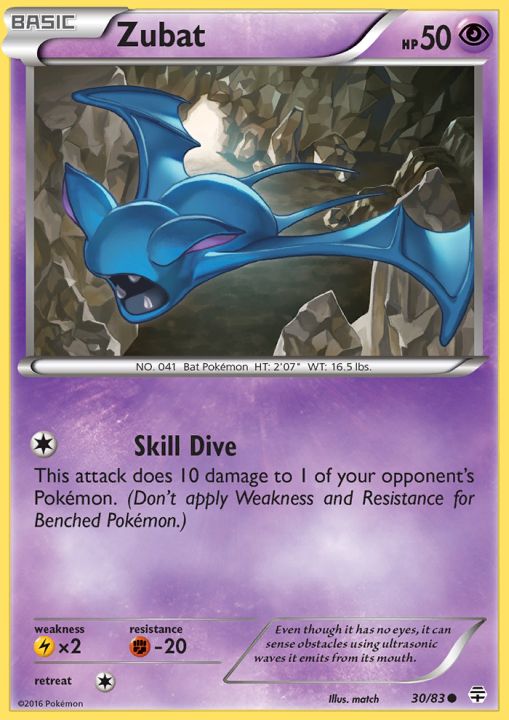 BASIC
Zubat
HP50
NO. 041 Bat Pokémon HT: 2'07" WT: 16.5 lbs.
Skill Dive
This attack does 10 damage to 1 of your opponent's
Pokémon. (Don't apply Weakness and Resistance for
Benched Pokémon.)
weakness
×2
resistance
-20
retreat
Even though it has no eyes, it can
sense obstacles using ultrasonic
waves it emits from its mouth.
©2016 Pokémon
Illus. match
30/83